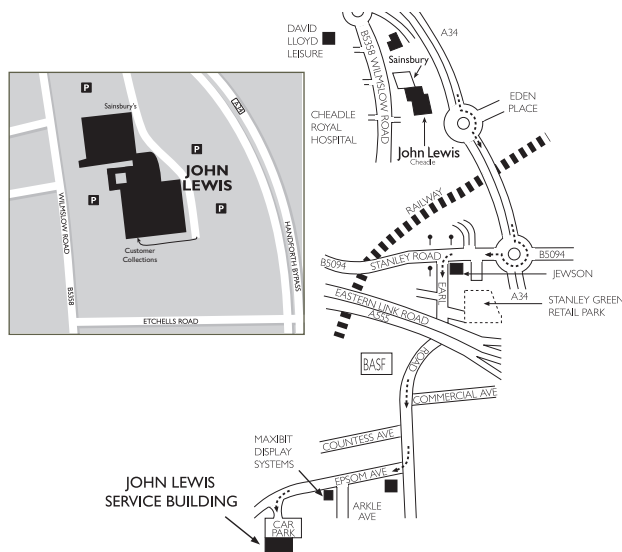 DAVID
LLOYD
LEISURE
B5358 WILMSLOW ROAD
A34
Sainsbury
EDEN
PLACE
CHEADLE
ROYAL
HOSPITAL
John Lewis
Cheadle
RAILWAY
B5094
STANLEY ROAD
B5094
JEWSON
A34
STANLEY GREEN
RETAIL PARK
EARL
EASTERN LINK ROAD
A555
ROAD
BASF
COMMERCIAL AVE
COUNTESS AVE
MAXIBIT
DISPLAY
SYSTEMS
EPSOM AVE
ARKLE
AVE
JOHN LEWIS
SERVICE BUILDING
CAR
PARK
P
Sainsbury's
A34
P
JOHN
LEWIS
P
P
WILMSLOW ROAD
B5358
Customer
Collections
HANDFORTH BYPASS
ETCHELLS ROAD